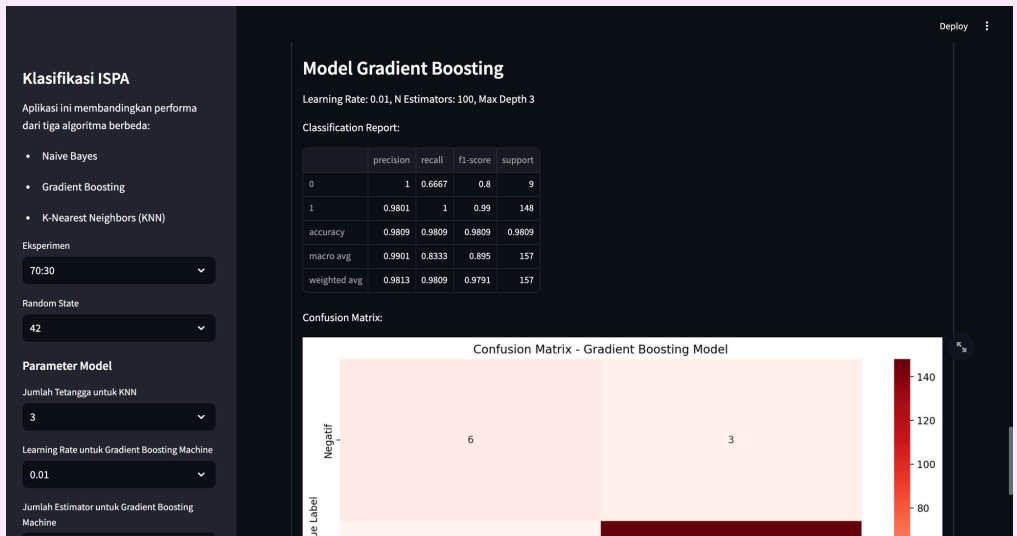 Deploy
Klasifikasi ISPA
Aplikasi ini membandingkan performa
dari tiga algoritma berbeda:
• Naive Bayes
• Gradient Boosting
• K-Nearest Neighbors (KNN)
Eksperimen
70:30
Random State
42
Parameter Model
Jumlah Tetangga untuk KNN
3
Learning Rate untuk Gradient Boosting Machine
0.01
Jumlah Estimator untuk Gradient Boosting
Machine
Model Gradient Boosting
Learning Rate: 0.01, N Estimators: 100, Max Depth 3
Classification Report:
precision recall f1-score support
0 1 0.6667 0.8 9
1 0.9801 1 0.99 148
accuracy 0.9809 0.9809 0.9809 0.9809
macro avg 0.9901 0.8333 0.895 157
weighted avg 0.9813 0.9809 0.9791 157
Confusion Matrix:
Confusion Matrix - Gradient Boosting Model
Negatif
6 3
ue Label
140
120
100
80